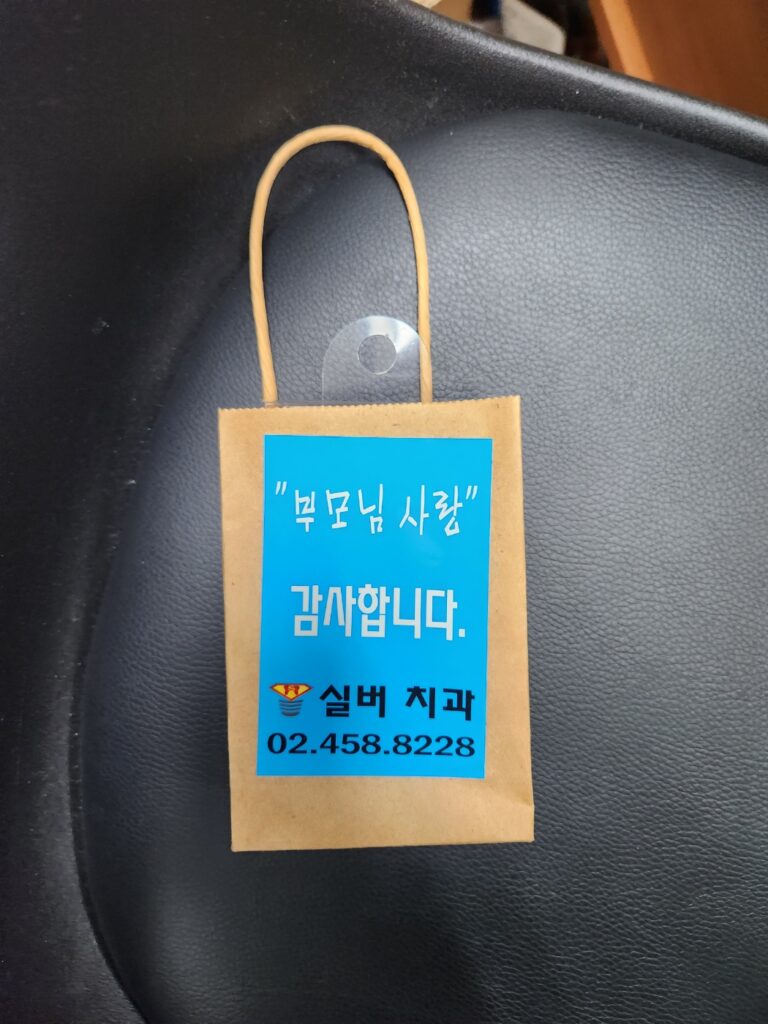 "부모님 사랑"
감사합니다.
실버 치과
02.458.8228